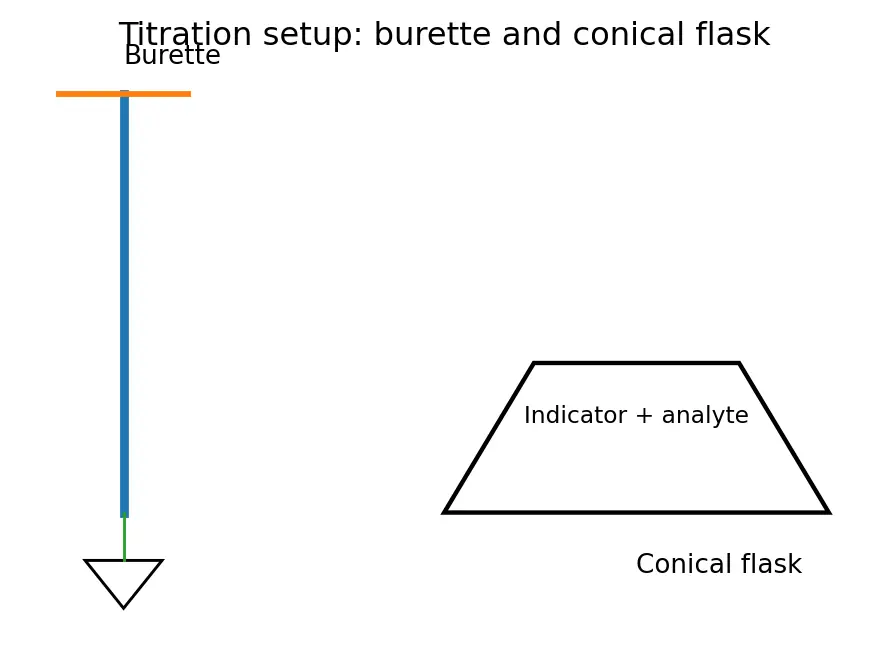 Titration setup: burette and conical flask
Burette
Indicator + analyte
Conical flask